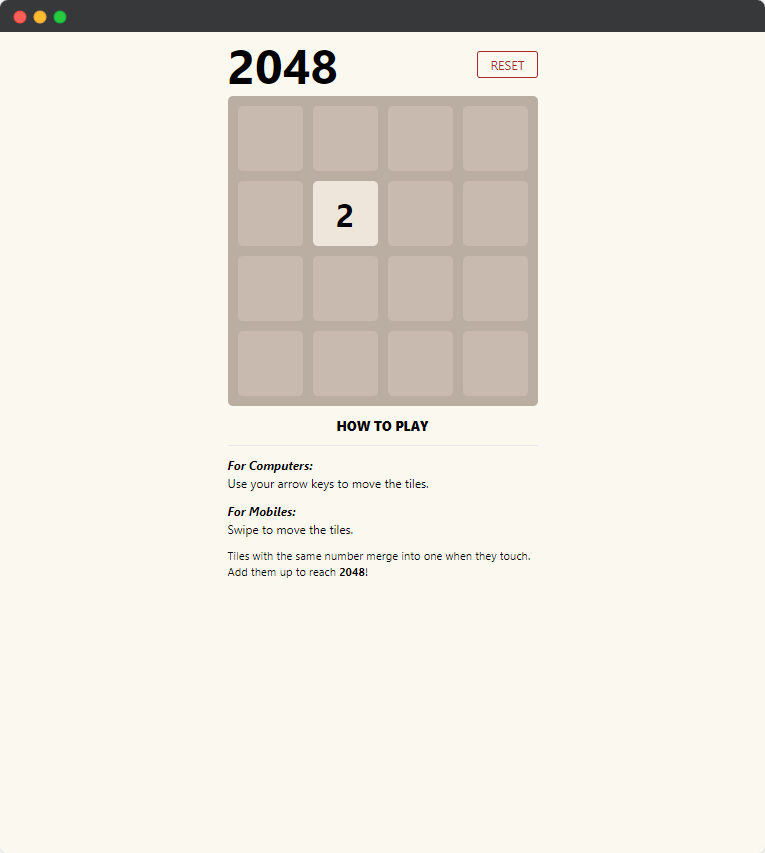 2048
RESET
2
HOW TO PLAY
For Computers:
Use your arrow keys to move the tiles.
For Mobiles:
Swipe to move the tiles.
Tiles with the same number merge into one when they touch.
Add them up to reach 2048!